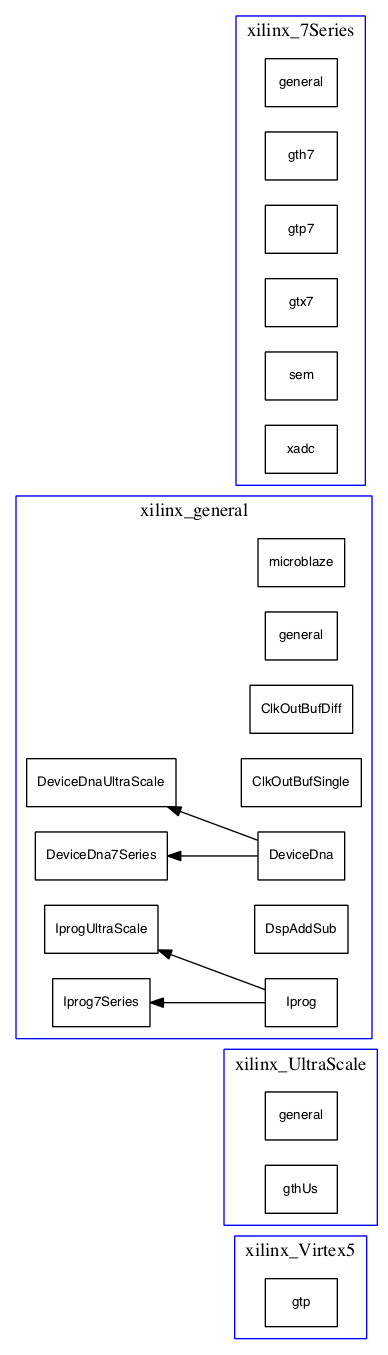 xilinx_7Series
general
gth7
gtp7
gtx7
sem
xadc
xilinx_general
microblaze
general
ClkOutBufDiff
DeviceDnaUltraScale
ClkOutBufSingle
DeviceDna7Series
DeviceDna
IprogUltraScale
DspAddSub
Iprog7Series
Iprog
xilinx_UltraScale
general
gthUs
xilinx_Virtex5
gtp